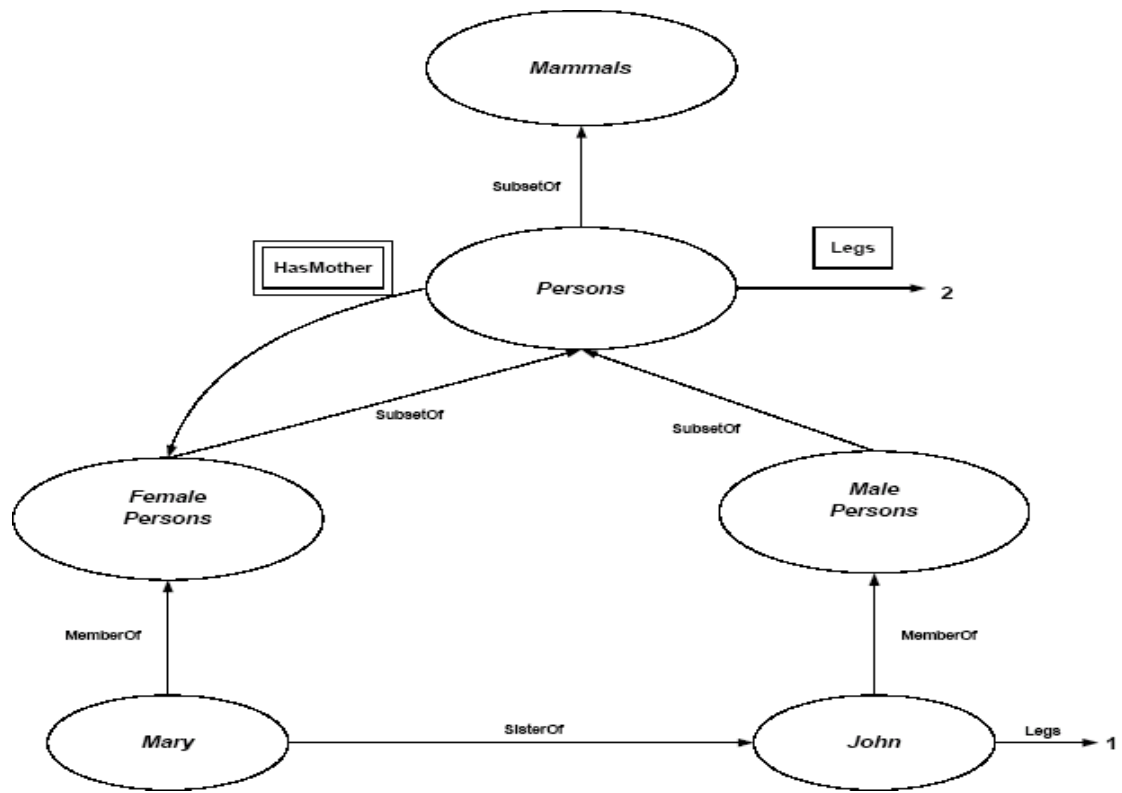 Mammals
SubsetOf
HasMother
Legs
Persons
2
SubsetOf
SubsetOf
Female
Persons
Male
Persons
MemberOf
MemberOf
Mary
SisterOf
John
Legs
1